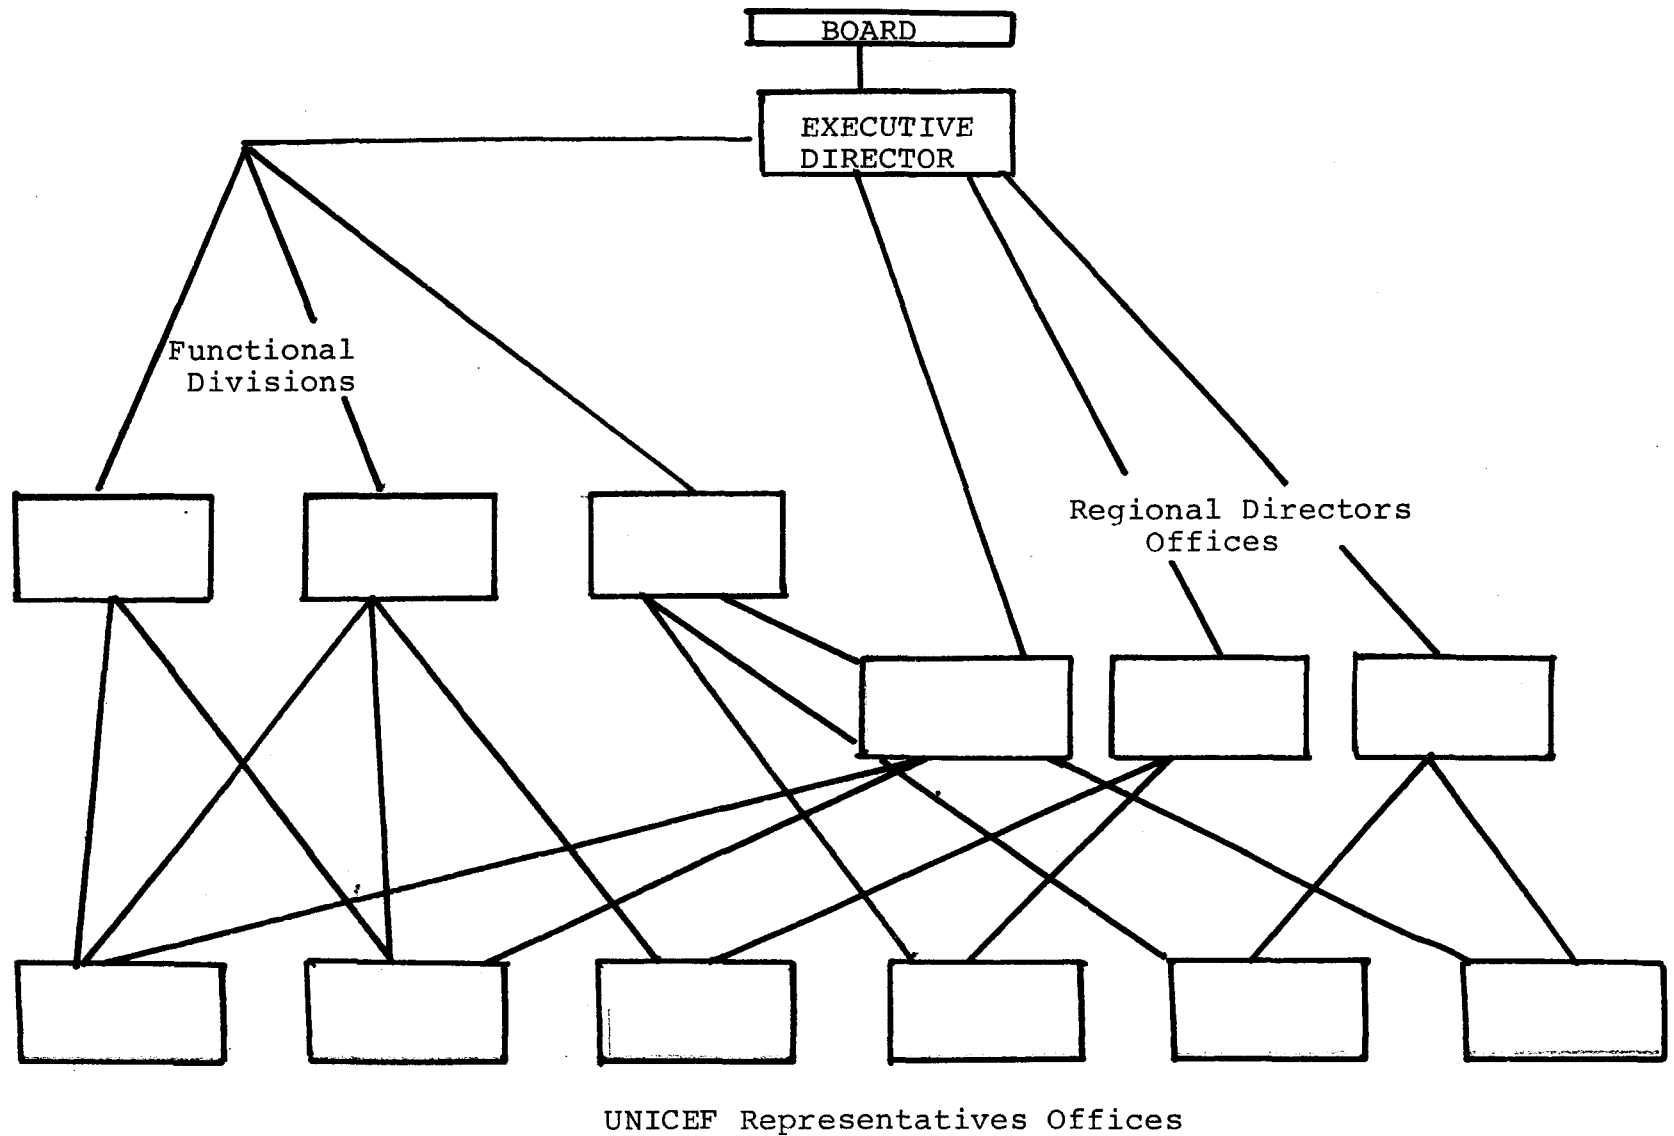 BOARD
EXECUTIVE
DIRECTOR
Functional
Divisions
Regional Directors
Offices
UNICEF Representatives Offices